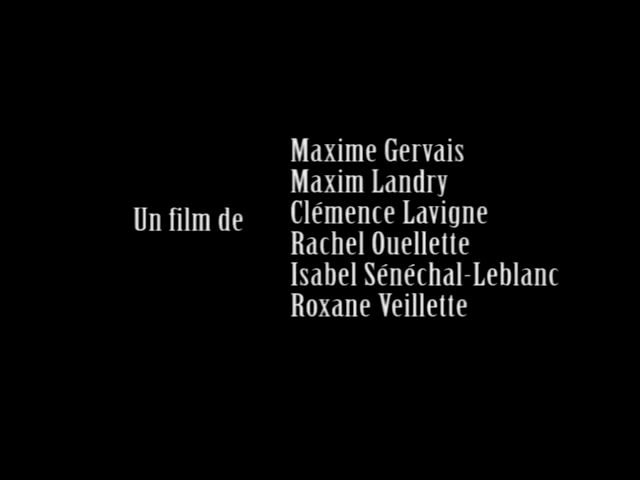 Un film de
Maxime Gervais
Maxim Landry
Clémence Lavigne
Rachel Ouellette
Isabel Sénéchal-Leblanc
Roxane Veillette